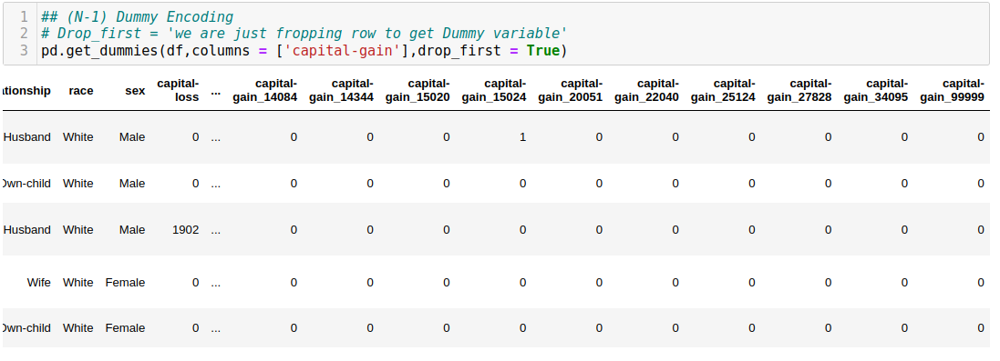 1 ## (N-1) Dummy Encoding
2 # Drop_first = 'we are just fropping row to get Dummy variable'
3 pd.get_dummies(df,columns = ['capital-gain'],drop_first = True)
tionship race sex capital-loss ... capital-gain_14084 capital-gain_14344 capital-gain_15020 capital-gain_15024 capital-gain_20051 capital-gain_22040 capital-gain_25124 capital-gain_27828 capital-gain_34095 capital-gain_99999
Husband White Male 0 ... 0 0 0 1 0 0 0 0 0 0
Own-child White Male 0 ... 0 0 0 0 0 0 0 0 0 0
Husband White Male 1902 ... 0 0 0 0 0 0 0 0 0 0
Wife White Female 0 ... 0 0 0 0 0 0 0 0 0 0
Own-child White Female 0 ... 0 0 0 0 0 0 0 0 0 0